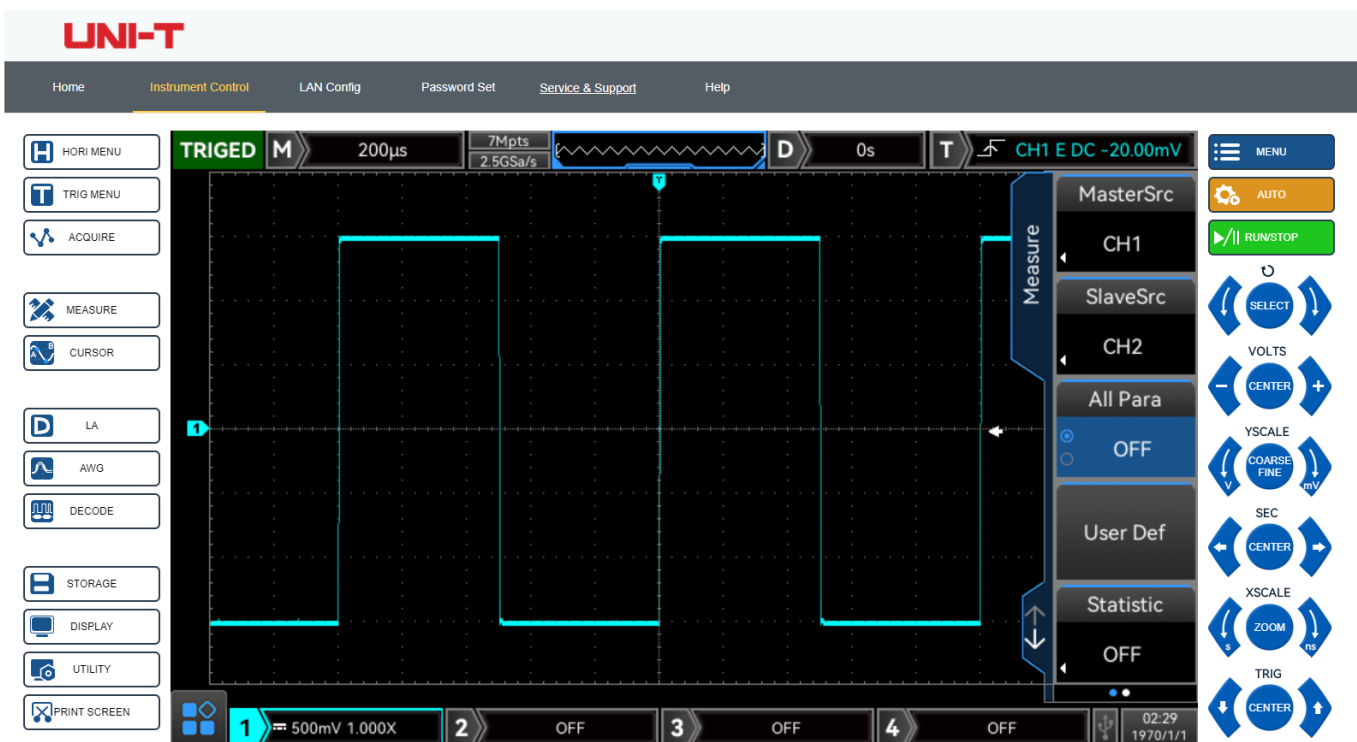 UNI-T
Home Instrument Control LAN Config Password Set Service & Support Help
HORI MENU
TRIG MENU
ACQUIRE
MEASURE
CURSOR
LA
AWG
DECODE
STORAGE
DISPLAY
UTILITY
PRINT SCREEN
TRIGED M 200μs 7Mpts 2.5GSa/s D 0s T CH1 E DC -20.00mV
T
1
Measure
MasterSrc
CH1
SlaveSrc
CH2
All Para
OFF
User Def
Statistic
OFF
1 500mV 1.000X 2 OFF 3 OFF 4 OFF 02:29
1970/1/1
MENU
AUTO
RUN/STOP
SELECT
VOLTS
- CENTER +
YSCALE
COARSE
FINE
V mV
SEC
CENTER
XSCALE
ZOOM
s ns
TRIG
CENTER